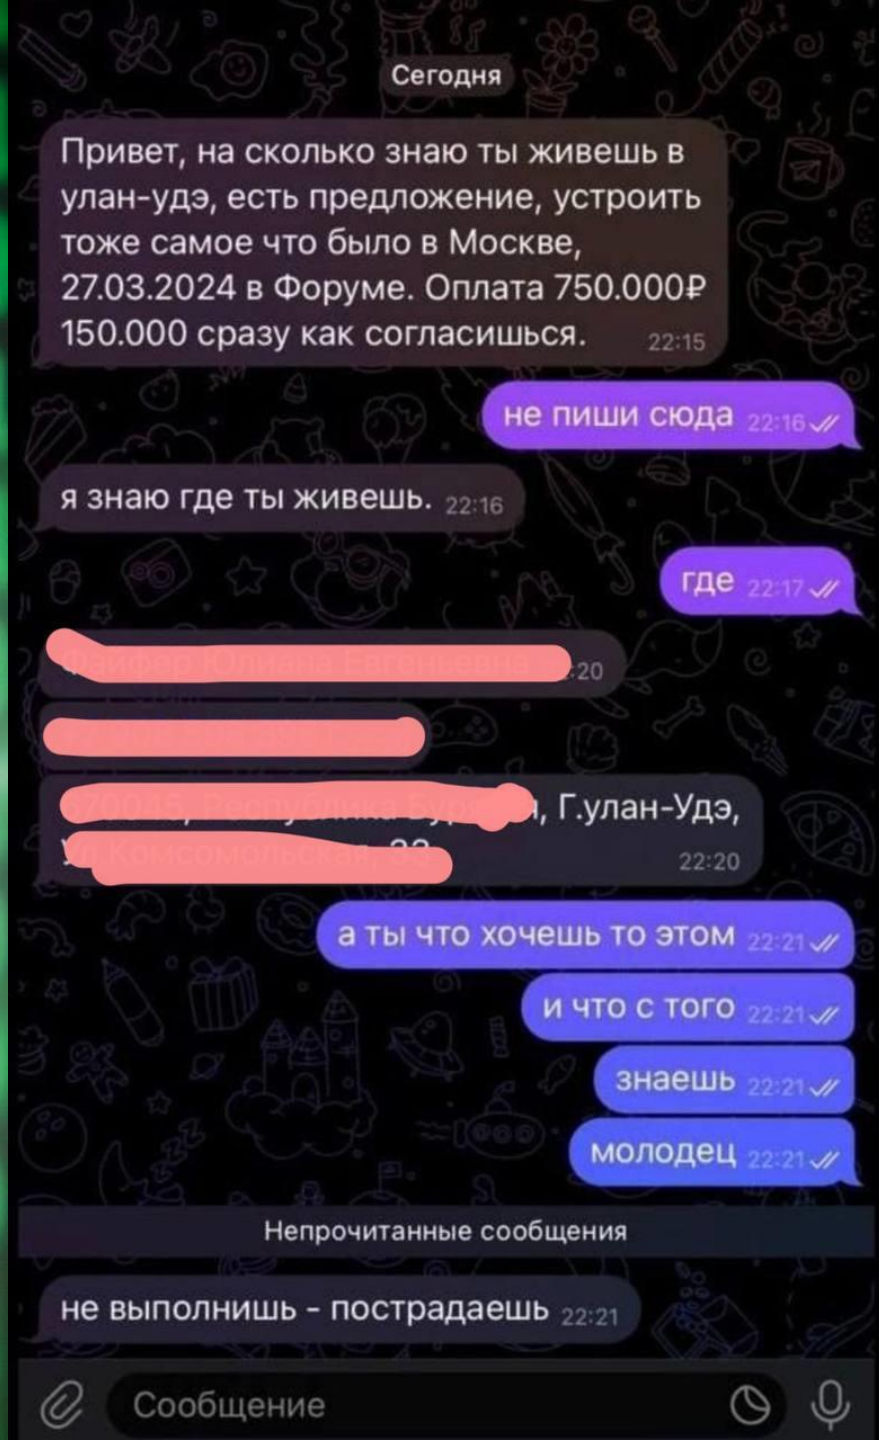 Сегодня
Привет, на сколько знаю ты живешь в
улан-удэ, есть предложение, устроить
тоже самое что было в Москве,
27.03.2024 в Форуме. Оплата 750.000₽
150.000 сразу как согласишься. 22:15
не пиши сюда 22:16
я знаю где ты живешь. 22:16
где 22:17
:20
, Г.улан-Удэ,
22:20
а ты что хочешь то этом 22:21
и что с того 22:21
знаешь 22:21
молодец 22:21
Непрочитанные сообщения
не выполнишь - пострадаешь 22:21
Сообщение